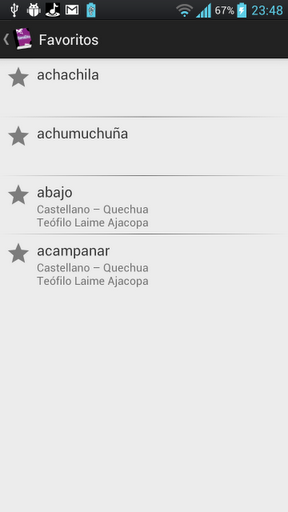 67% 23:48
Favoritos
achachila
achumuchuña
abajo
Castellano – Quechua
Teófilo Laime Ajacopa
acampanar
Castellano – Quechua
Teófilo Laime Ajacopa